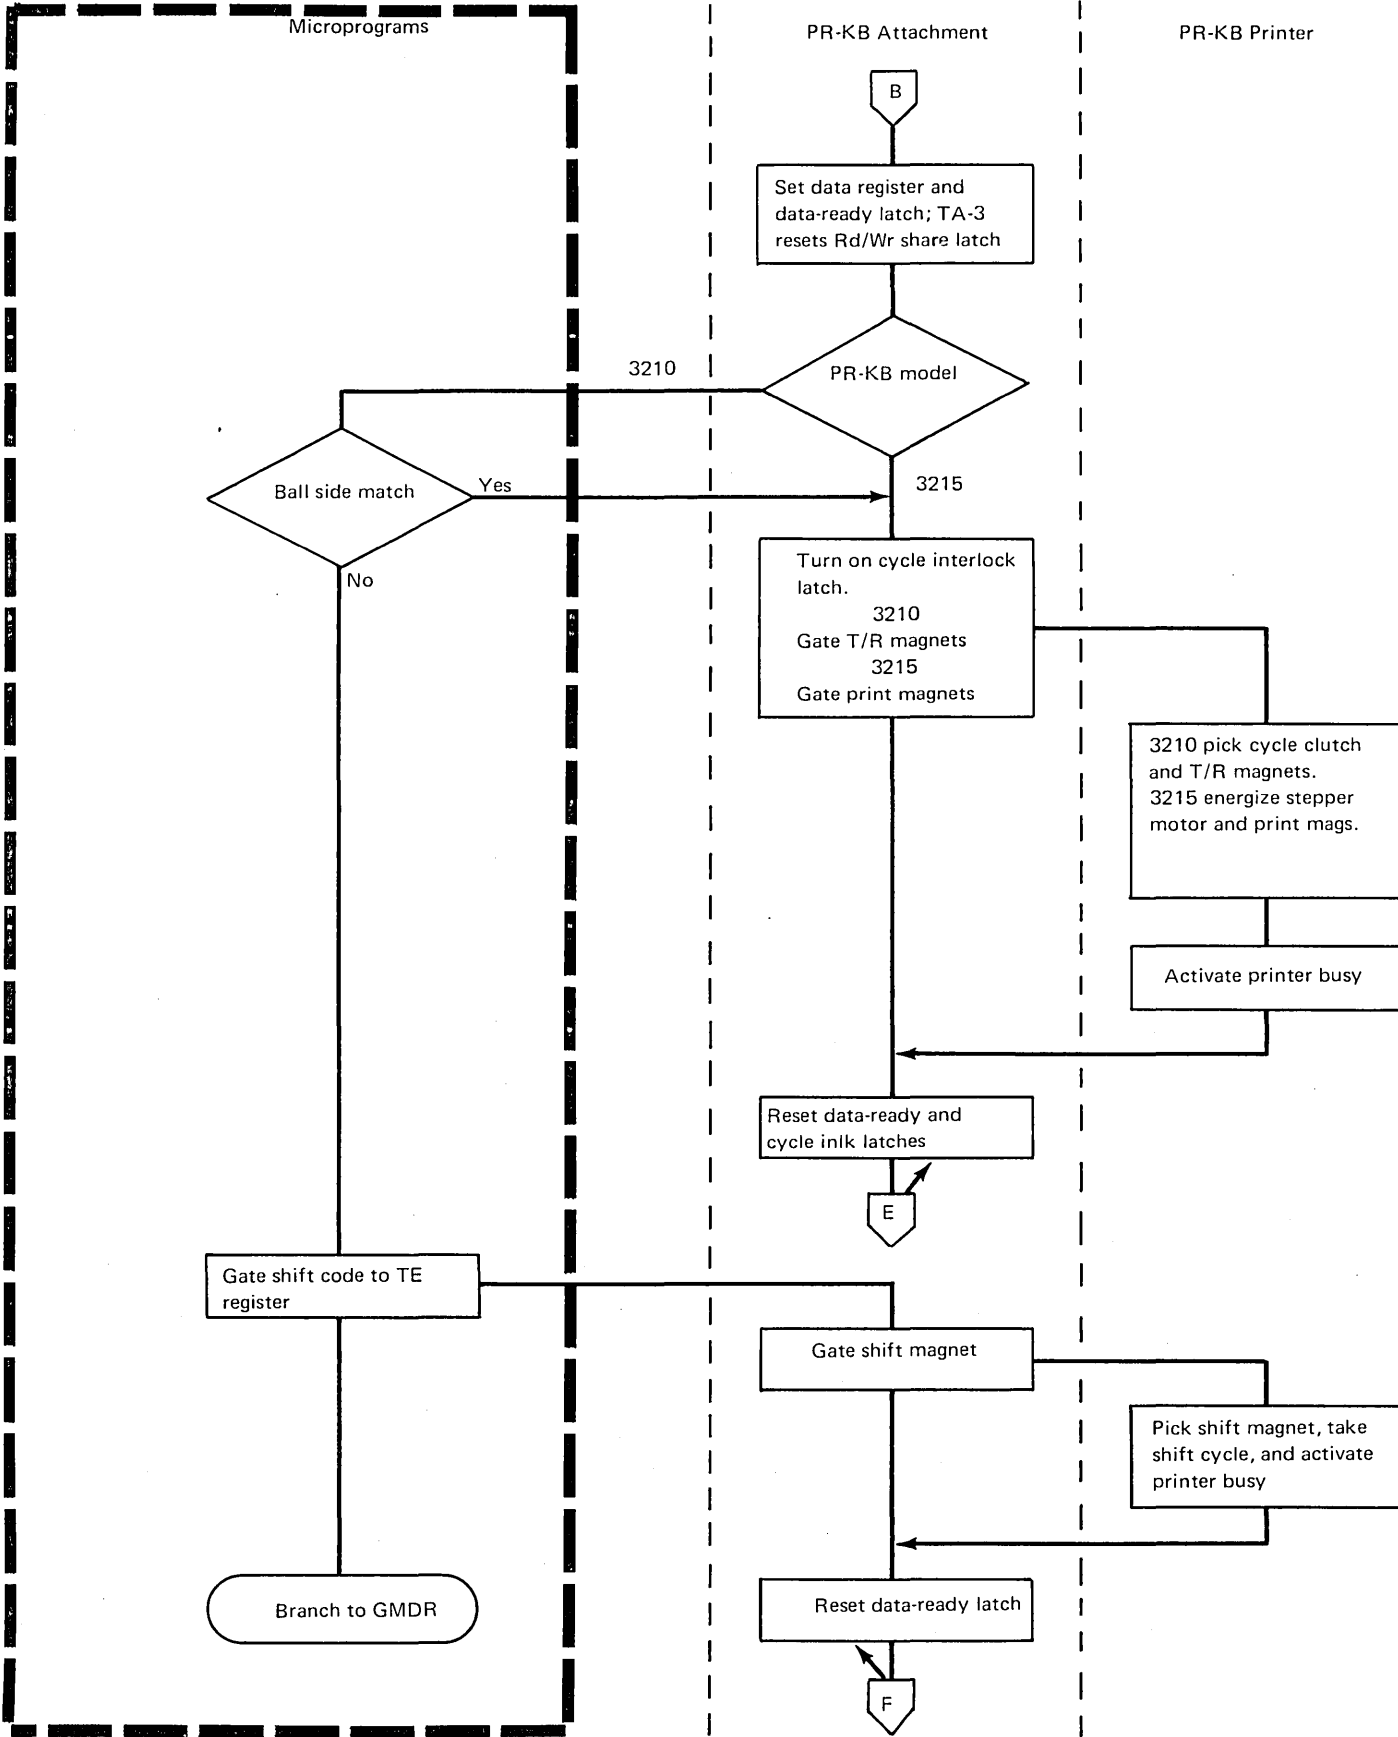 Microprograms
PR-KB Attachment
PR-KB Printer
B
Set data register and
data-ready latch; TA-3
resets Rd/Wr share latch
3210
PR-KB model
Ball side match
Yes
3215
No
Turn on cycle interlock
latch.
3210
Gate T/R magnets
3215
Gate print magnets
3210 pick cycle clutch
and T/R magnets.
3215 energize stepper
motor and print mags.
Activate printer busy
Reset data-ready and
cycle inlk latches
E
Gate shift code to TE
register
Gate shift magnet
Pick shift magnet, take
shift cycle, and activate
printer busy
Branch to GMDR
Reset data-ready latch
F